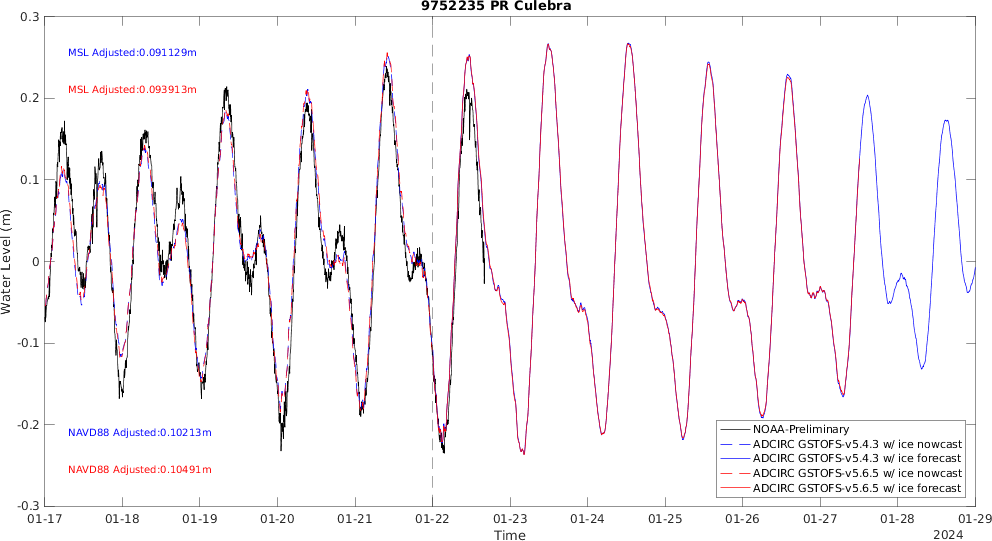 9752235 PR Culebra
0.3
0.2
0.1
0
-0.1
-0.2
-0.3
Water Level (m)
MSL Adjusted:0.091129m
MSL Adjusted:0.093913m
NAVD88 Adjusted:0.10213m
NAVD88 Adjusted:0.10491m
NOAA-Preliminary
ADCIRC GSTOFS-v5.4.3 w/ ice nowcast
ADCIRC GSTOFS-v5.4.3 w/ ice forecast
ADCIRC GSTOFS-v5.6.5 w/ ice nowcast
ADCIRC GSTOFS-v5.6.5 w/ ice forecast
01-17 01-18 01-19 01-20 01-21 01-22 01-23 01-24 01-25 01-26 01-27 01-28 01-29
Time
2024